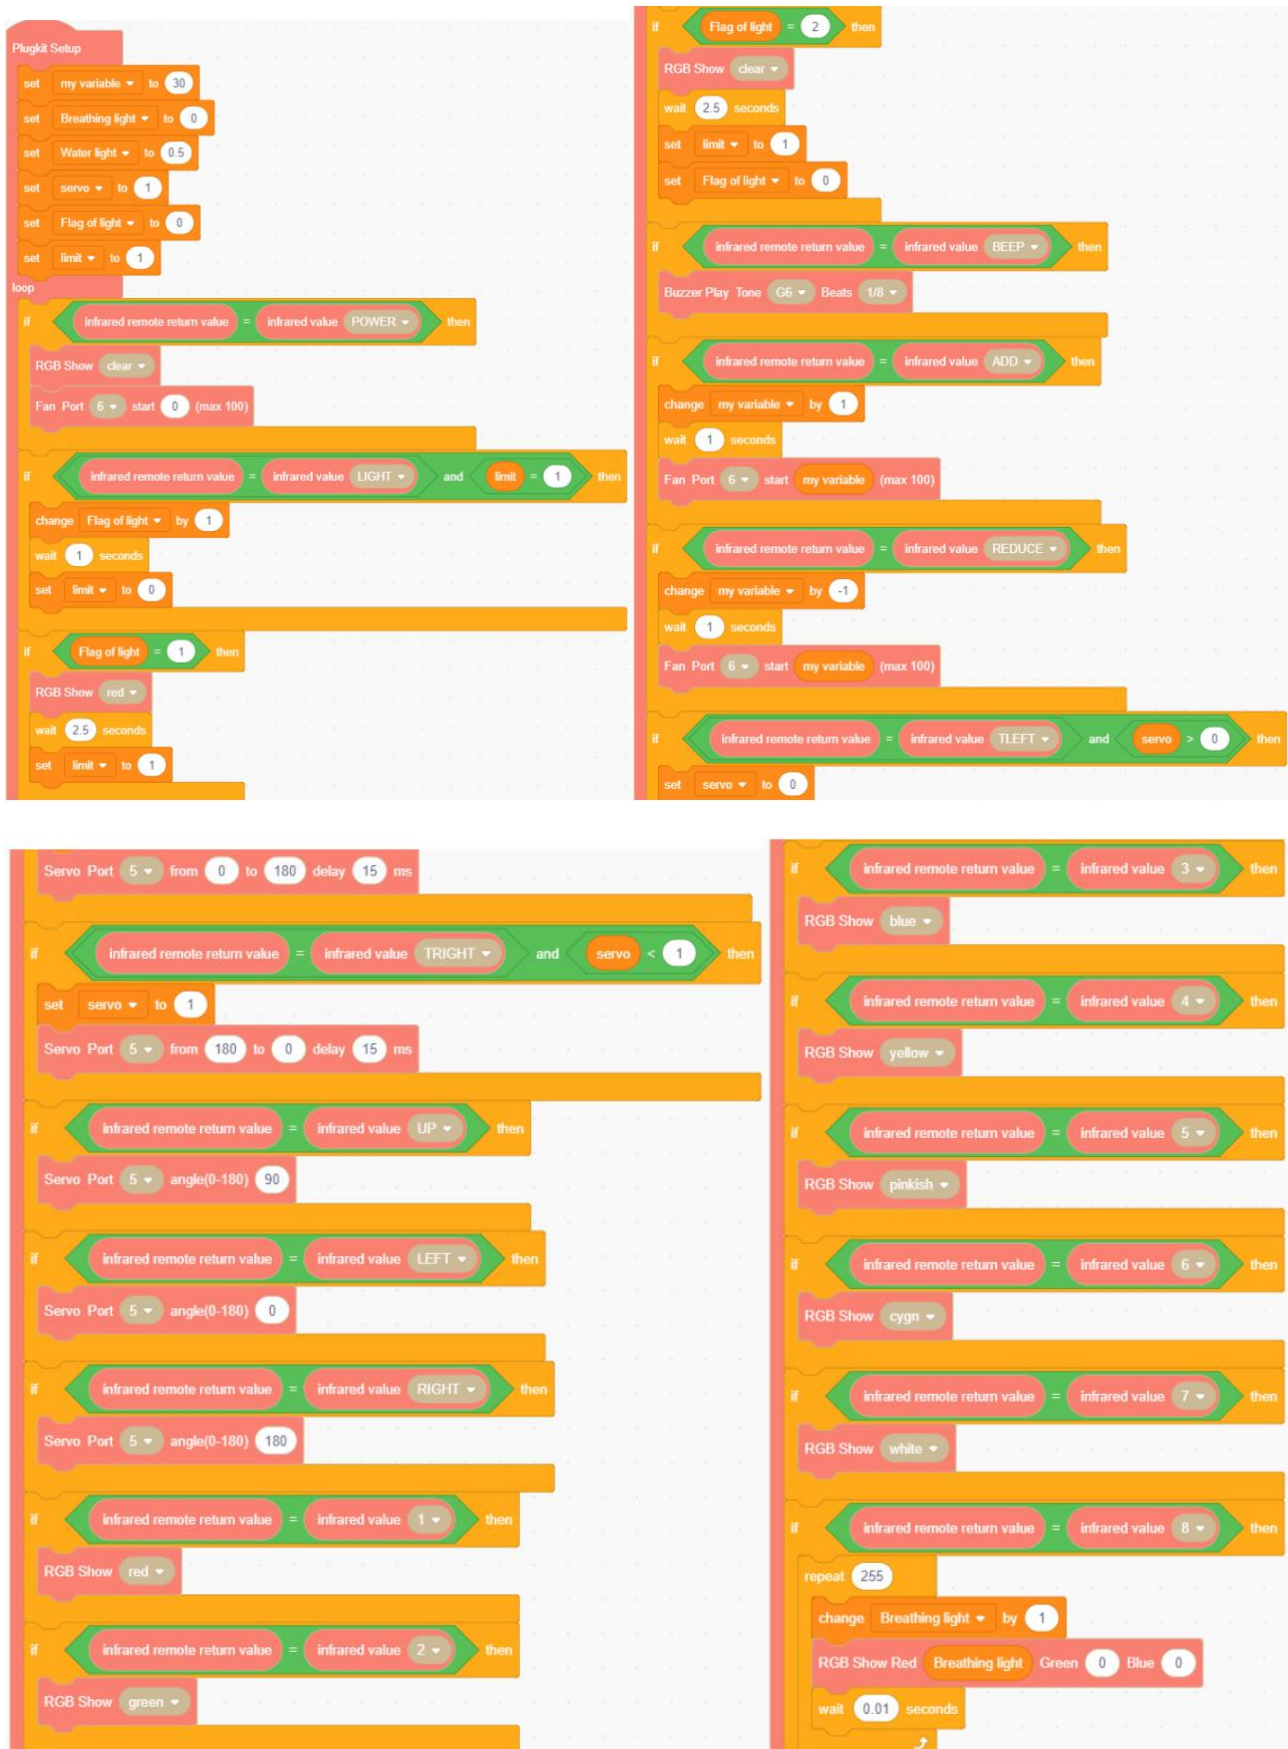 Plugkit Setup
set my variable to 30
set Breathing light to 0
set Water light to 0.5
set servo to 1
set Flag of light to 0
set limit to 1
loop
if infrared remote return value = infrared value POWER then
RGB Show clear
Fan Port 6 start 0 (max 100)
if infrared remote return value = infrared value LIGHT and limit = 1 then
change Flag of light by 1
wait 1 seconds
set limit to 0
if Flag of light = 1 then
RGB Show red
wait 2.5 seconds
set limit to 1
if Flag of light = 2 then
RGB Show clear
wait 2.5 seconds
set limit to 1
set Flag of light to 0
if infrared remote return value = infrared value BEEP then
Buzzer Play Tone G6 Beats 1/8
if infrared remote return value = infrared value ADD then
change my variable by 1
wait 1 seconds
Fan Port 6 start my variable (max 100)
if infrared remote return value = infrared value REDUCE then
change my variable by -1
wait 1 seconds
Fan Port 6 start my variable (max 100)
if infrared remote return value = infrared value TLEFT and servo > 0 then
set servo to 0
Servo Port 5 from 0 to 180 delay 15 ms
if infrared remote return value = infrared value TRIGHT and servo < 1 then
set servo to 1
Servo Port 5 from 180 to 0 delay 15 ms
if infrared remote return value = infrared value UP then
Servo Port 5 angle(0-180) 90
if infrared remote return value = infrared value LEFT then
Servo Port 5 angle(0-180) 0
if infrared remote return value = infrared value RIGHT then
Servo Port 5 angle(0-180) 180
if infrared remote return value = infrared value 1 then
RGB Show red
if infrared remote return value = infrared value 2 then
RGB Show green
if infrared remote return value = infrared value 3 then
RGB Show blue
if infrared remote return value = infrared value 4 then
RGB Show yellow
if infrared remote return value = infrared value 5 then
RGB Show pinkish
if infrared remote return value = infrared value 6 then
RGB Show cygn
if infrared remote return value = infrared value 7 then
RGB Show white
if infrared remote return value = infrared value 8 then
repeat 255
change Breathing light by 1
RGB Show Red Breathing light Green 0 Blue 0
wait 0.01 seconds